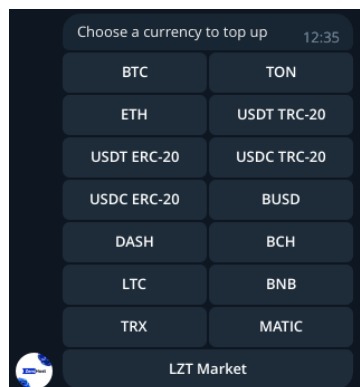 Choose a currency to top up
12:35
BTC TON
ETH USDT TRC-20
USDT ERC-20 USDC TRC-20
USDC ERC-20 BUSD
DASH BCH
LTC BNB
TRX MATIC
LZT Market